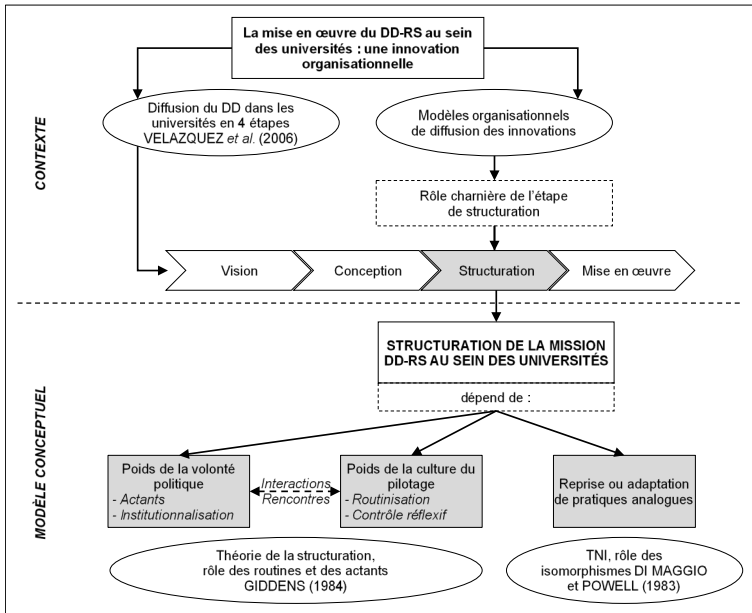 La mise en œuvre du DD-RS au sein
des universités : une innovation
organisationnelle
Diffusion du DD dans les
universités en 4 étapes
VELAZQUEZ et al. (2006)
Modèles organisationnels
de diffusion des innovations
CONTEXTE
Rôle charnière de l'étape
de structuration
Vision
Conception
Structuration
Mise en œuvre
STRUCTURATION DE LA MISSION
DD-RS AU SEIN DES UNIVERSITÉS
dépend de :
MODÈLE CONCEPTUEL
Poids de la volonté
politique
- Actants
- Institutionnalisation
Interactions
Rencontres
Poids de la culture du
pilotage
- Routinisation
- Contrôle réflexif
Reprise ou adaptation
de pratiques analogues
Théorie de la structuration,
rôle des routines et des actants
GIDDENS (1984)
TNI, rôle des
isomorphismes DI MAGGIO
et POWELL (1983)